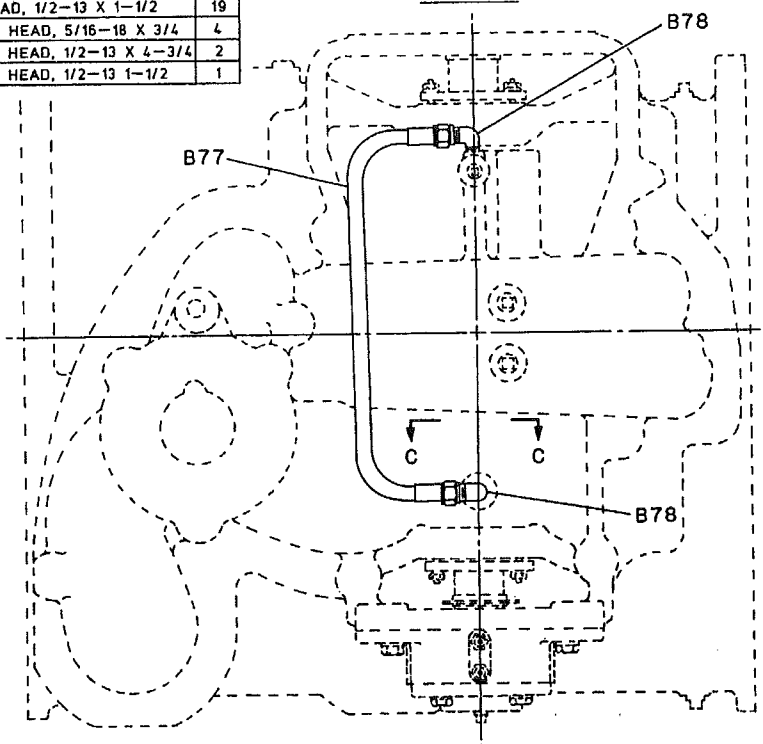 AD, 1/2-13 X 1-1/2 19
HEAD, 5/16-18 X 3/4 4
HEAD, 1/2-13 X 4-3/4 2
HEAD, 1/2-13 1-1/2 1
B78
B77
C C
B78